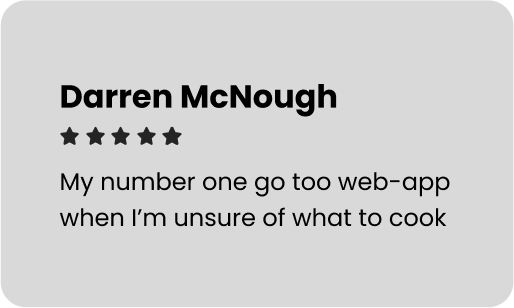 Darren McNough
My number one go too web-app
when I’m unsure of what to cook